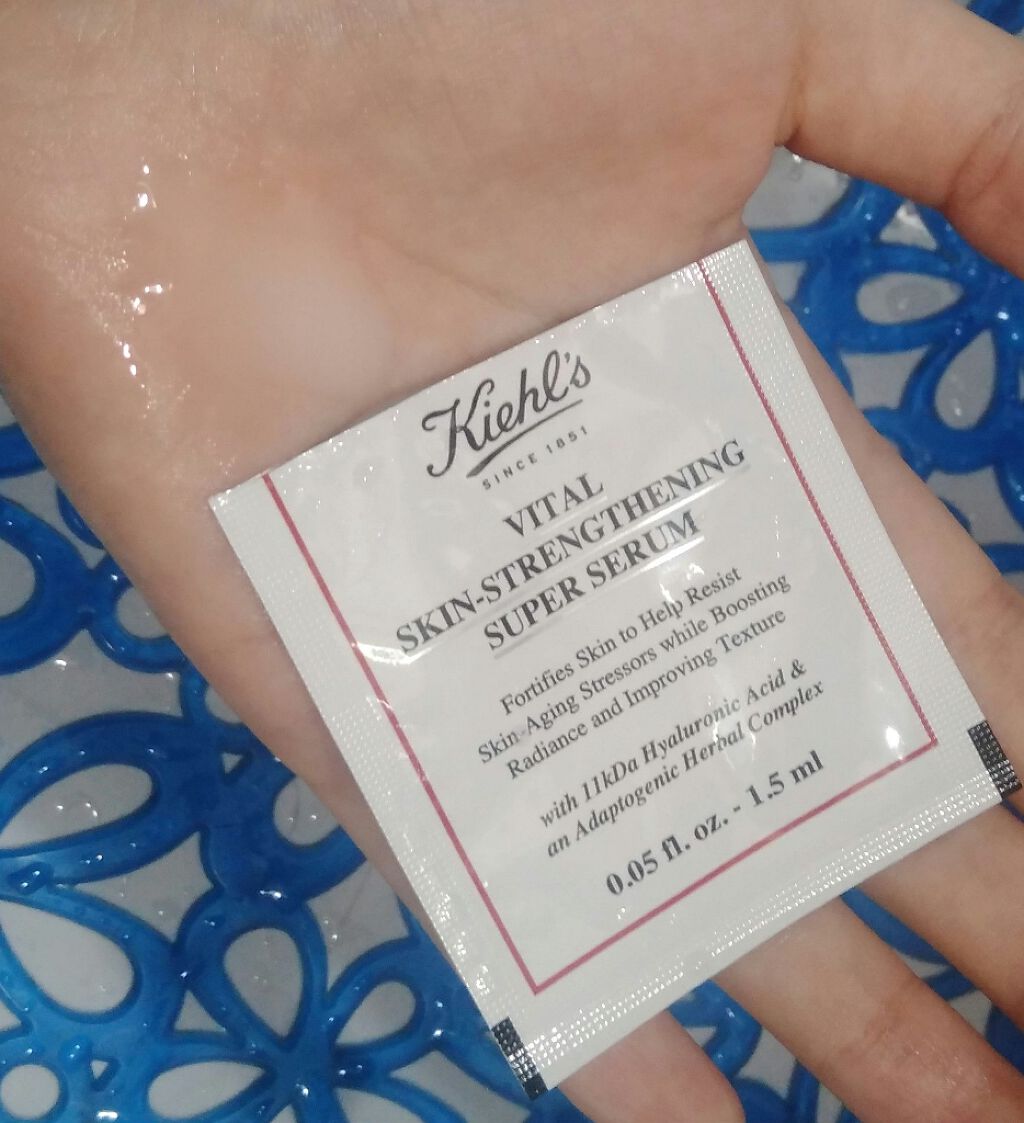 Kiehl's
SINCE 1851
VITAL
SKIN-STRENGTHENING
SUPER SERUM
Fortifies Skin to Help Resist
Skin-Aging Stressors while Boosting
Radiance and Improving Texture
with 11kDa Hyaluronic Acid &
an Adaptogenic Herbal Complex
0.05 fl. oz. - 1.5 ml